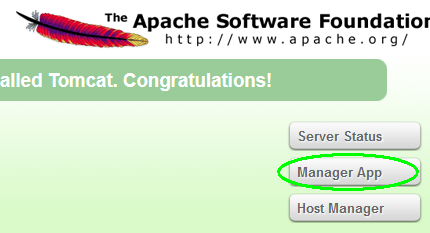 The Apache Software Foundation
http://www.apache.org/
alled Tomcat. Congratulations!
Server Status
Manager App
Host Manager